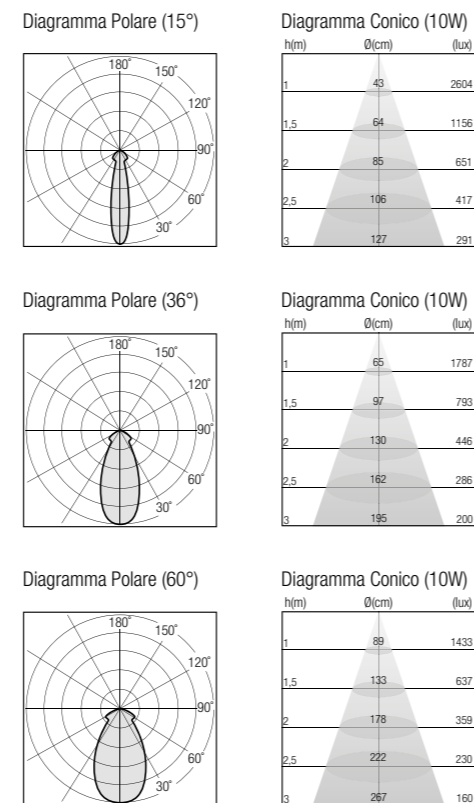 Diagramma Polare (15°)
180°
150°
120°
90°
60°
30°
Diagramma Conico (10W)
h(m) Ø(cm) (lux)
1 43 2604
1,5 64 1156
2 85 651
2,5 106 417
3 127 291
Diagramma Polare (36°)
180°
150°
120°
90°
60°
30°
Diagramma Conico (10W)
h(m) Ø(cm) (lux)
1 65 1787
1,5 97 793
2 130 446
2,5 162 286
3 195 200
Diagramma Polare (60°)
180°
150°
120°
90°
60°
30°
Diagramma Conico (10W)
h(m) Ø(cm) (lux)
1 89 1433
1,5 133 637
2 178 359
2,5 222 230
3 267 160